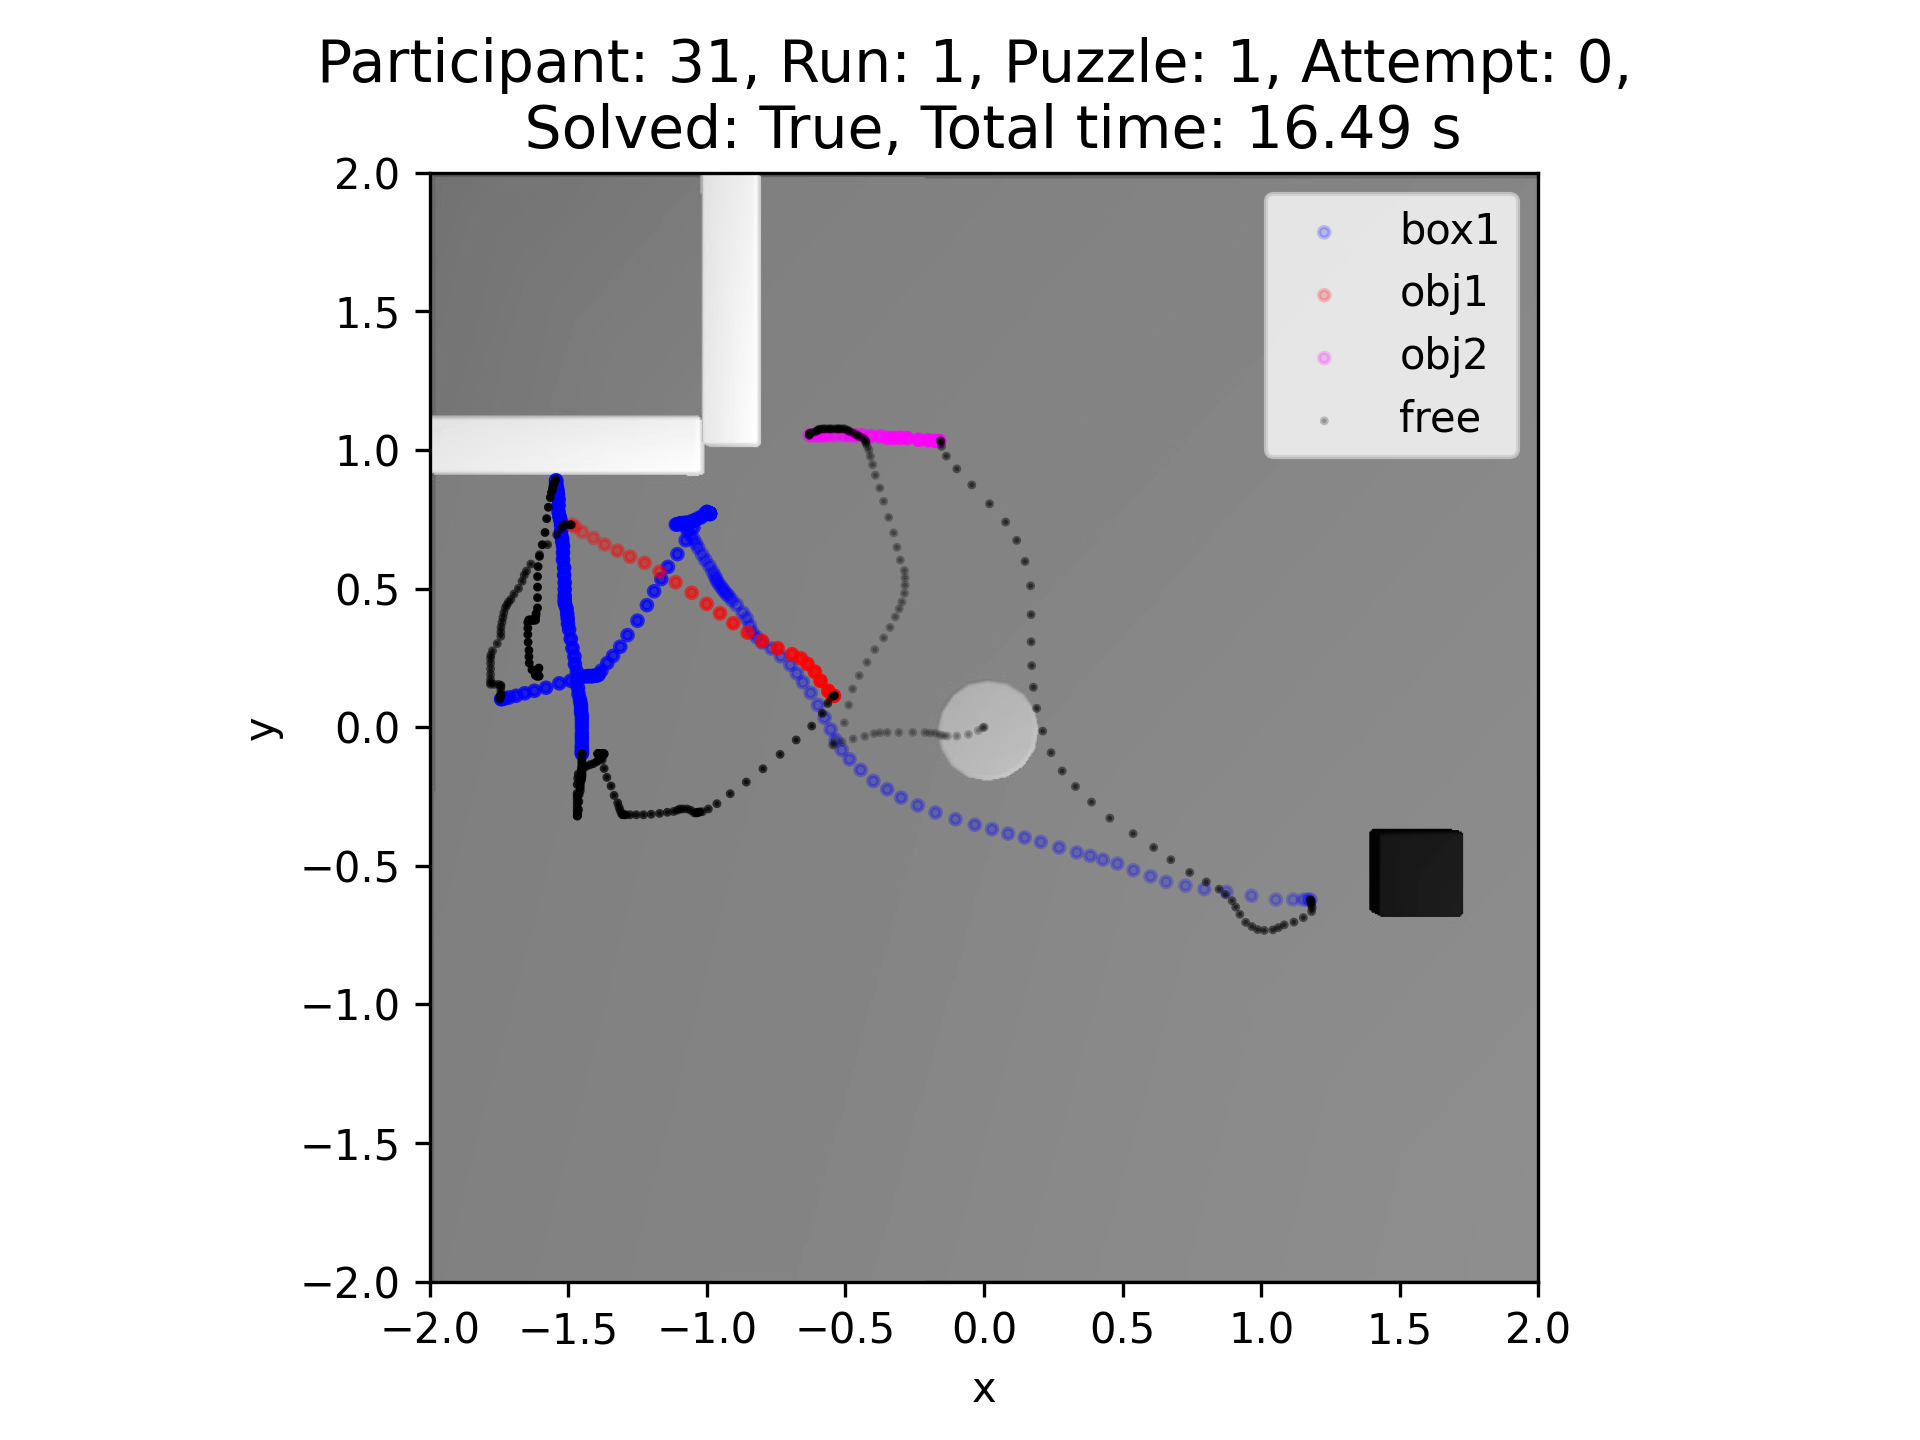 Participant: 31, Run: 1, Puzzle: 1, Attempt: 0,
Solved: True, Total time: 16.49 s
box1
obj1
obj2
free
2.0
1.5
1.0
0.5
0.0
−0.5
−1.0
−1.5
−2.0
y
−2.0 −1.5 −1.0 −0.5 0.0 0.5 1.0 1.5 2.0
x